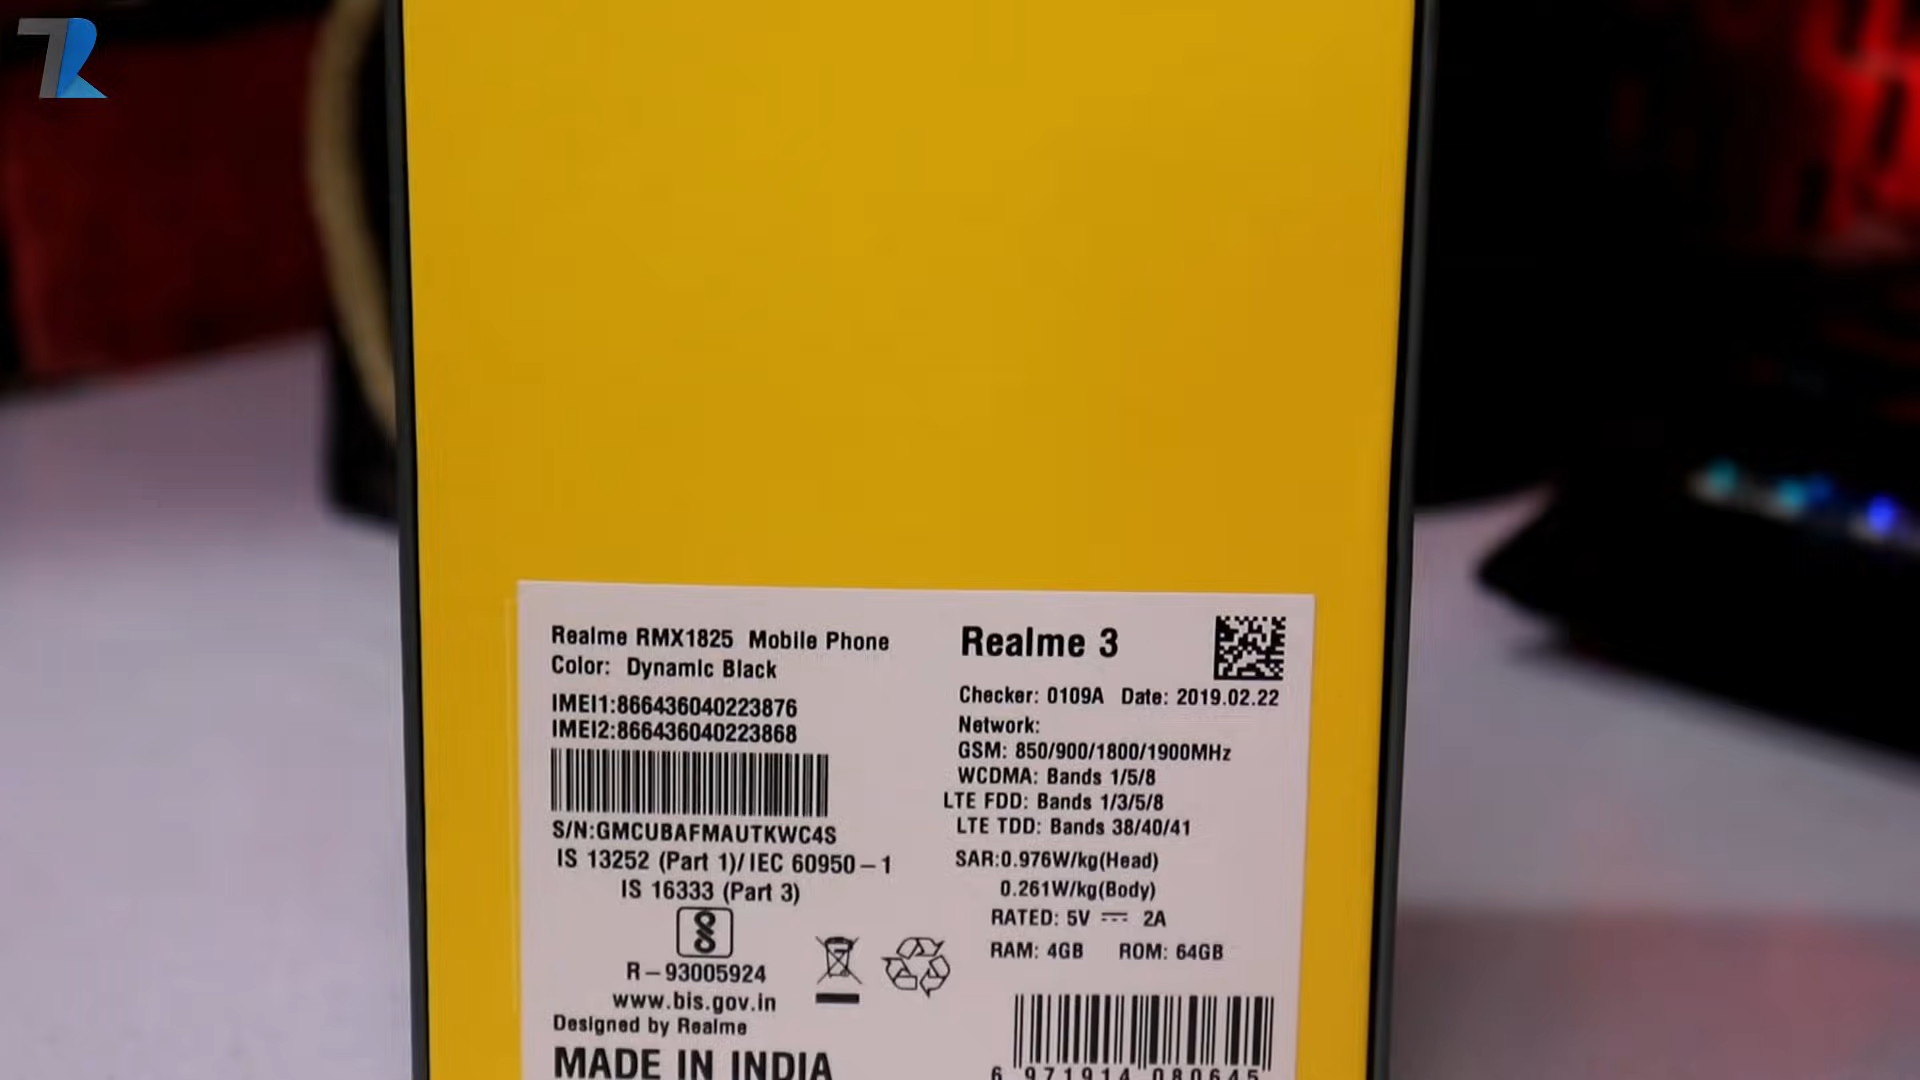 Realme RMX1825 Mobile Phone
Color: Dynamic Black
IMEI1:866436040223876
IMEI2:866436040223868
S/N:GMCUBAFMAUTKWC4S
IS 13252 (Part 1)/ IEC 60950-1
IS 16333 (Part 3)
R-93005924
www.bis.gov.in
Designed by Realme
MADE IN INDIA
Realme 3
Checker: 0109A Date: 2019.02.22
Network:
GSM: 850/900/1800/1900MHz
WCDMA: Bands 1/5/8
LTE FDD: Bands 1/3/5/8
LTE TDD: Bands 38/40/41
SAR:0.976W/kg(Head)
0.261W/kg(Body)
RATED: 5V ⎓ 2A
RAM: 4GB ROM: 64GB
6 971914 080645